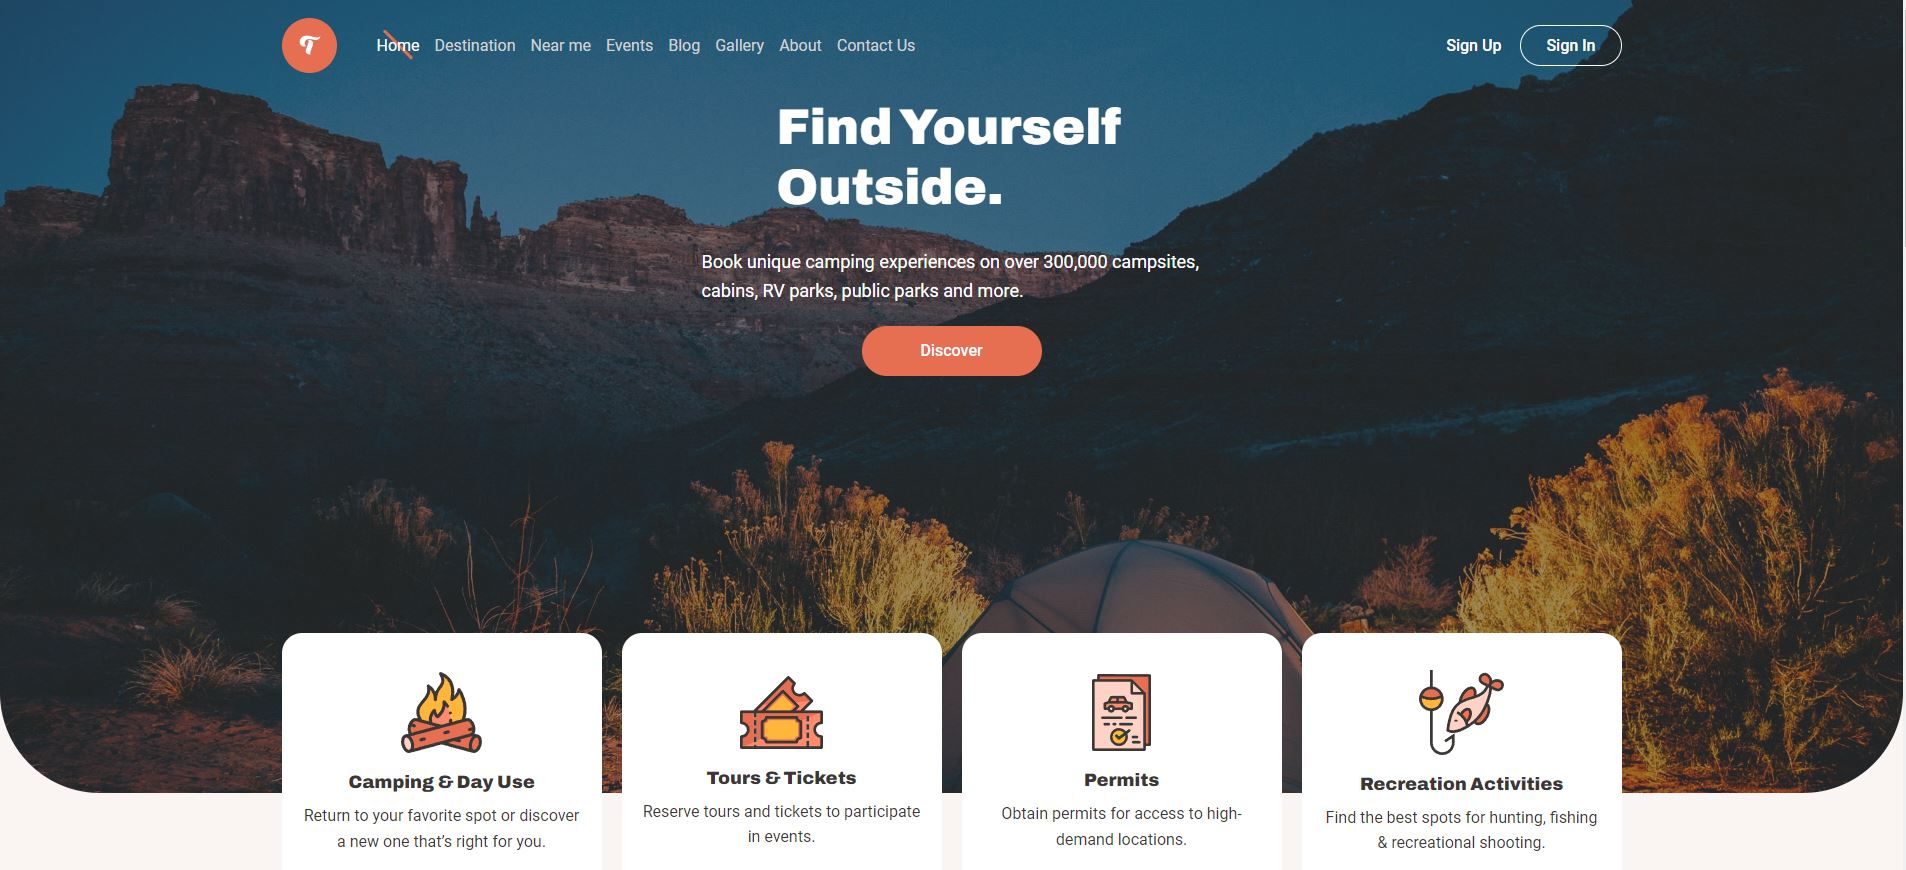 T
Home Destination Near me Events Blog Gallery About Contact Us Sign Up Sign In
Find Yourself
Outside.
Book unique camping experiences on over 300,000 campsites,
cabins, RV parks, public parks and more.
Discover
Camping & Day Use
Return to your favorite spot or discover
a new one that’s right for you.
Tours & Tickets
Reserve tours and tickets to participate
in events.
Permits
Obtain permits for access to high-
demand locations.
Recreation Activities
Find the best spots for hunting, fishing
& recreational shooting.